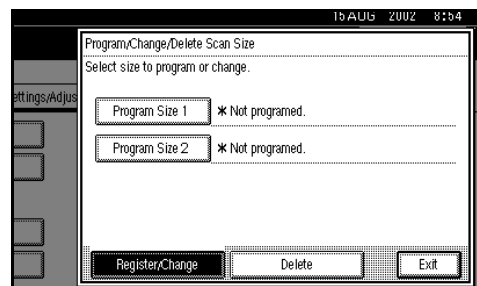 15 AUG 2002 8:54
Program/Change/Delete Scan Size
Select size to program or change.
ettings/Adjus
Program Size 1 ✱ Not programed.
Program Size 2 ✱ Not programed.
Register/Change Delete Exit